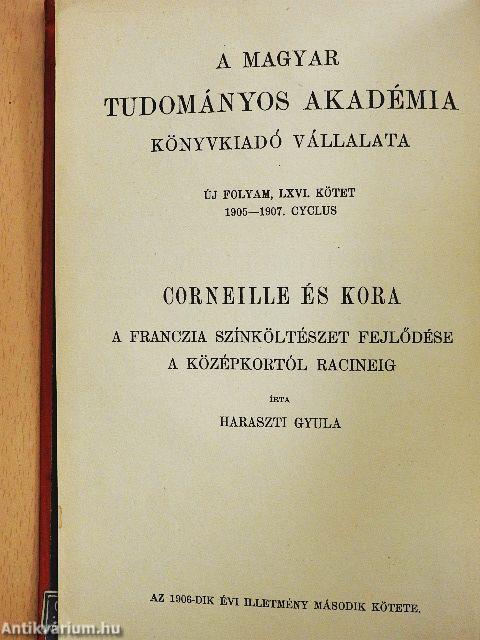 A MAGYAR
TUDOMÁNYOS AKADÉMIA
KÖNYVKIADÓ VÁLLALATA
ÚJ FOLYAM, LXVI. KÖTET
1905—1907. CYCLUS
CORNEILLE ÉS KORA
A FRANCZIA SZÍNKÖLTÉSZET FEJLŐDÉSE
A KÖZÉPKORTÓL RACINEIG
ÍRTA
HARASZTI GYULA
AZ 1906-DIK ÉVI ILLETMÉNY MÁSODIK KÖTETE.
Antikvárium.hu